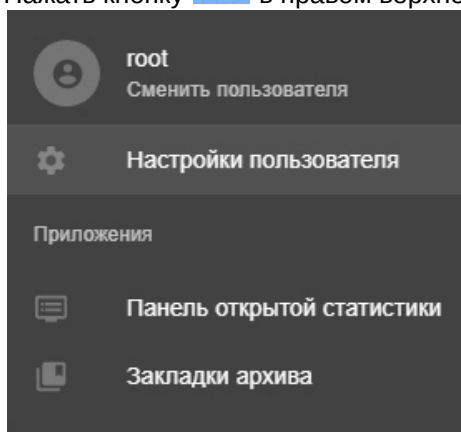 Нажать кнопку в правом верхне
root
Сменить пользователя
Настройки пользователя
Приложения
Панель открытой статистики
Закладки архива